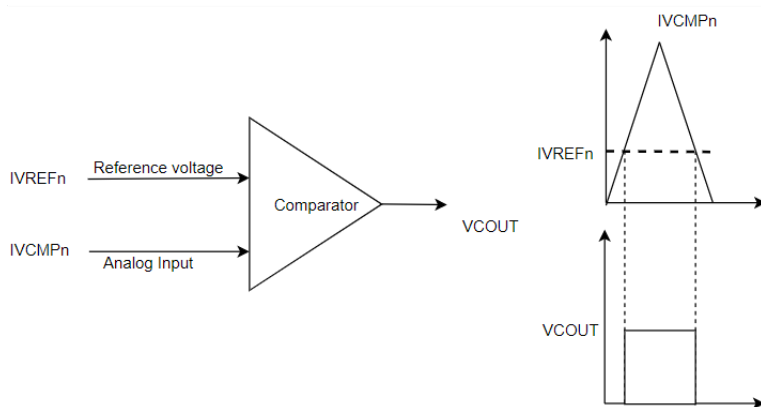 IVREFn
Reference voltage
IVCMPn
Analog Input
Comparator
VCOUT
IVCMPn
IVREFn
VCOUT